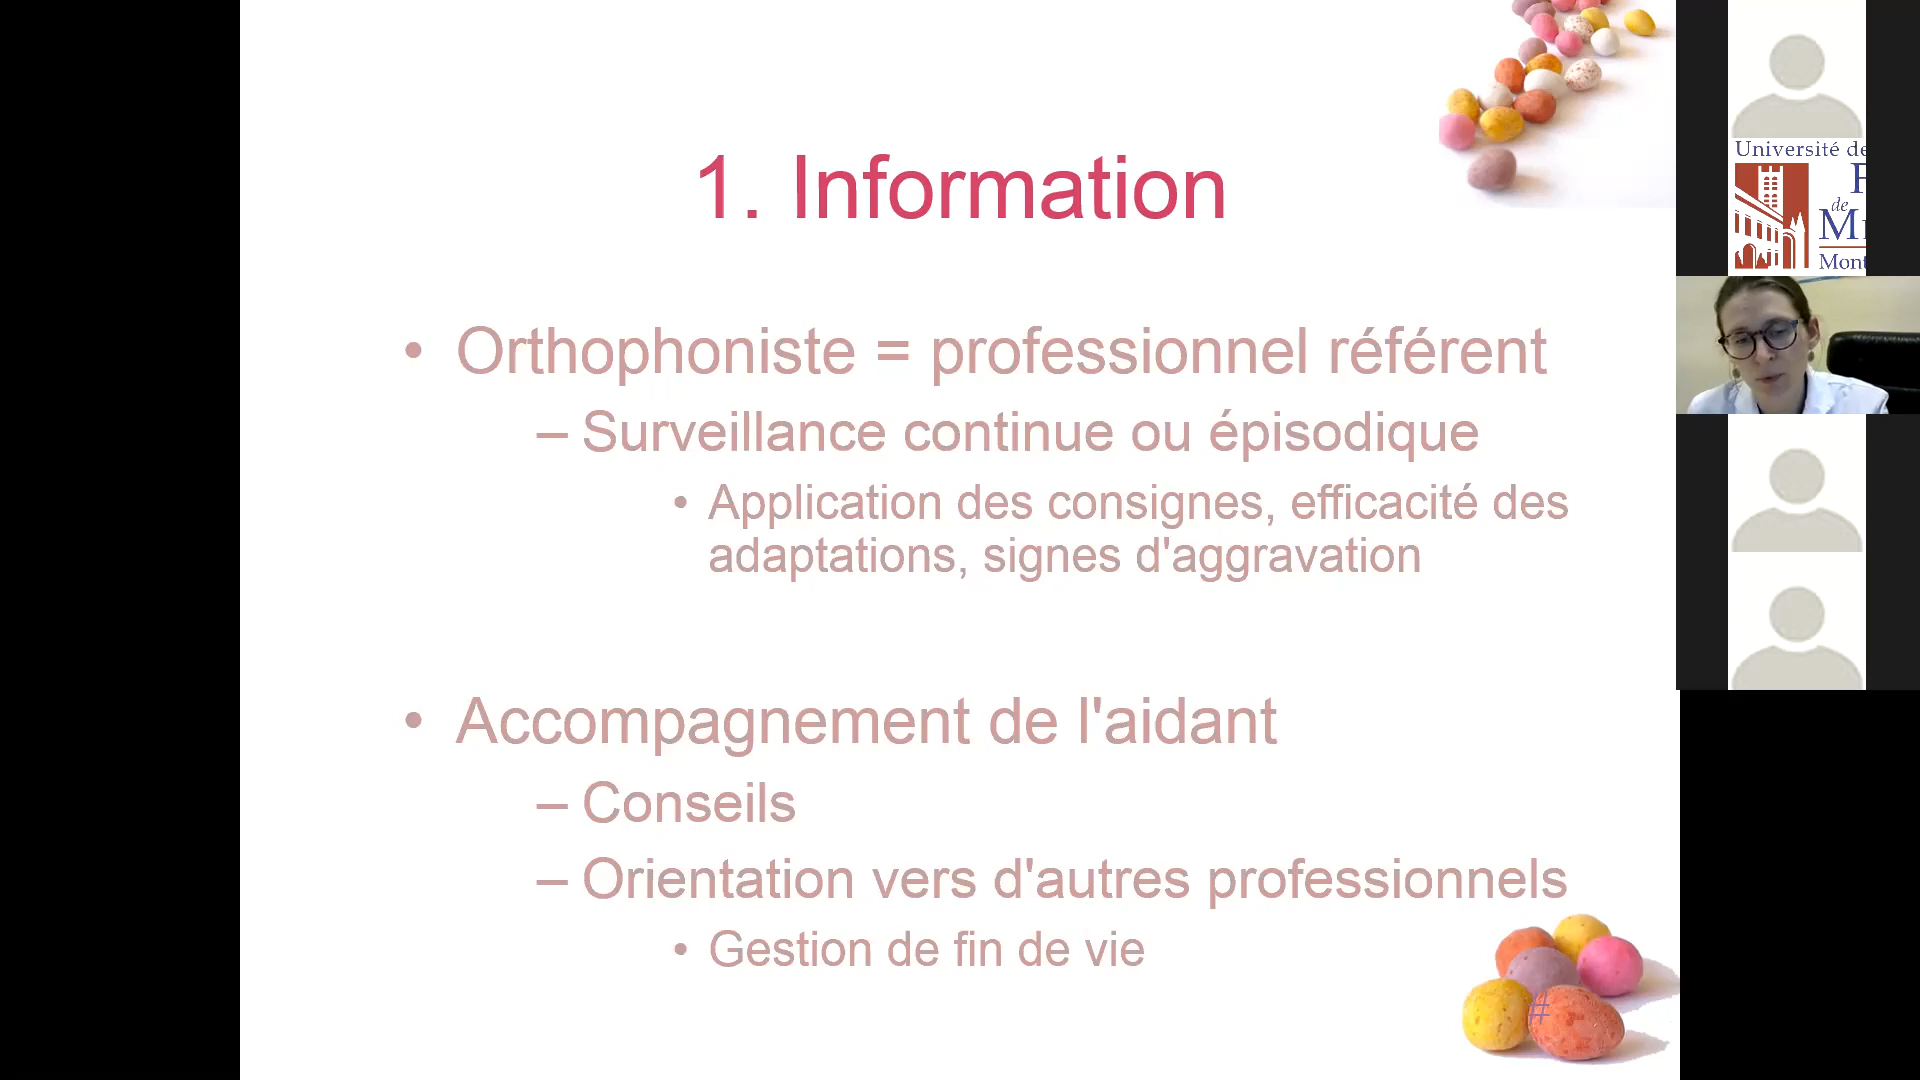 1. Information
• Orthophoniste = professionnel référent
– Surveillance continue ou épisodique
• Application des consignes, efficacité des
adaptations, signes d'aggravation
• Accompagnement de l'aidant
– Conseils
– Orientation vers d'autres professionnels
• Gestion de fin de vie
#
Université de
F
de
M
Mont